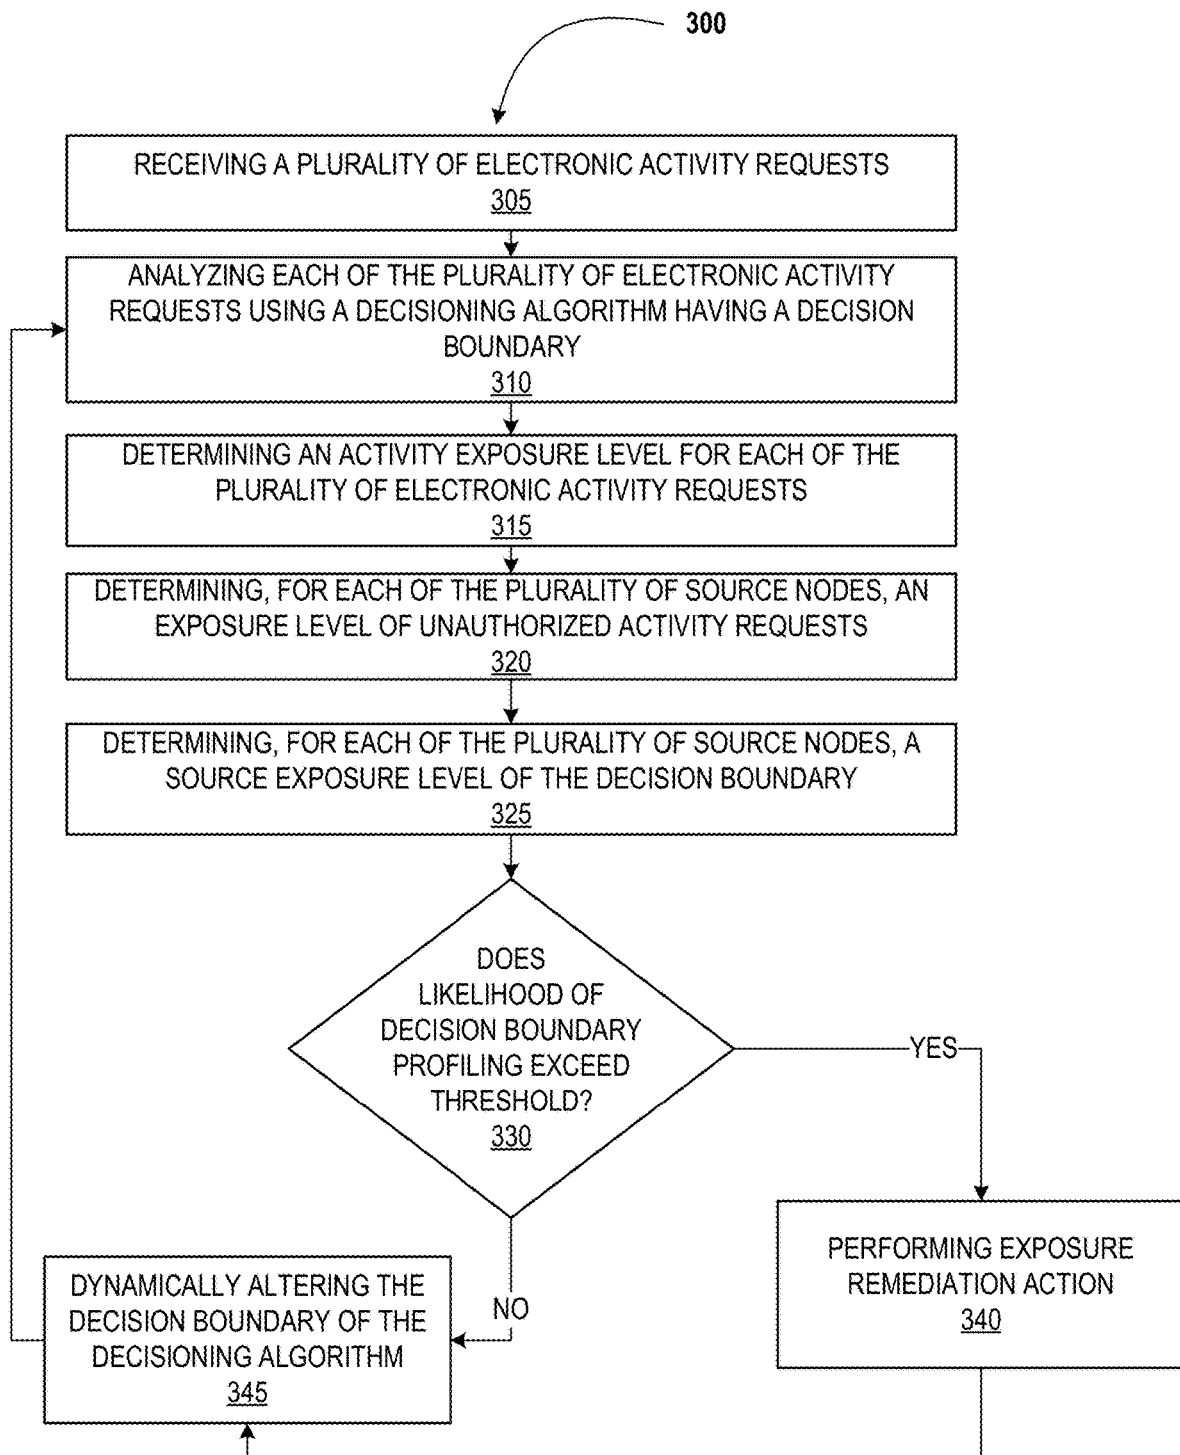 300
RECEIVING A PLURALITY OF ELECTRONIC ACTIVITY REQUESTS
305
ANALYZING EACH OF THE PLURALITY OF ELECTRONIC ACTIVITY
REQUESTS USING A DECISIONING ALGORITHM HAVING A DECISION
BOUNDARY
310
DETERMINING AN ACTIVITY EXPOSURE LEVEL FOR EACH OF THE
PLURALITY OF ELECTRONIC ACTIVITY REQUESTS
315
DETERMINING, FOR EACH OF THE PLURALITY OF SOURCE NODES, AN
EXPOSURE LEVEL OF UNAUTHORIZED ACTIVITY REQUESTS
320
DETERMINING, FOR EACH OF THE PLURALITY OF SOURCE NODES, A
SOURCE EXPOSURE LEVEL OF THE DECISION BOUNDARY
325
DOES
LIKELIHOOD OF
DECISION BOUNDARY
PROFILING EXCEED
THRESHOLD?
330
YES
NO
PERFORMING EXPOSURE
REMEDIATION ACTION
340
DYNAMICALLY ALTERING THE
DECISION BOUNDARY OF THE
DECISIONING ALGORITHM
345